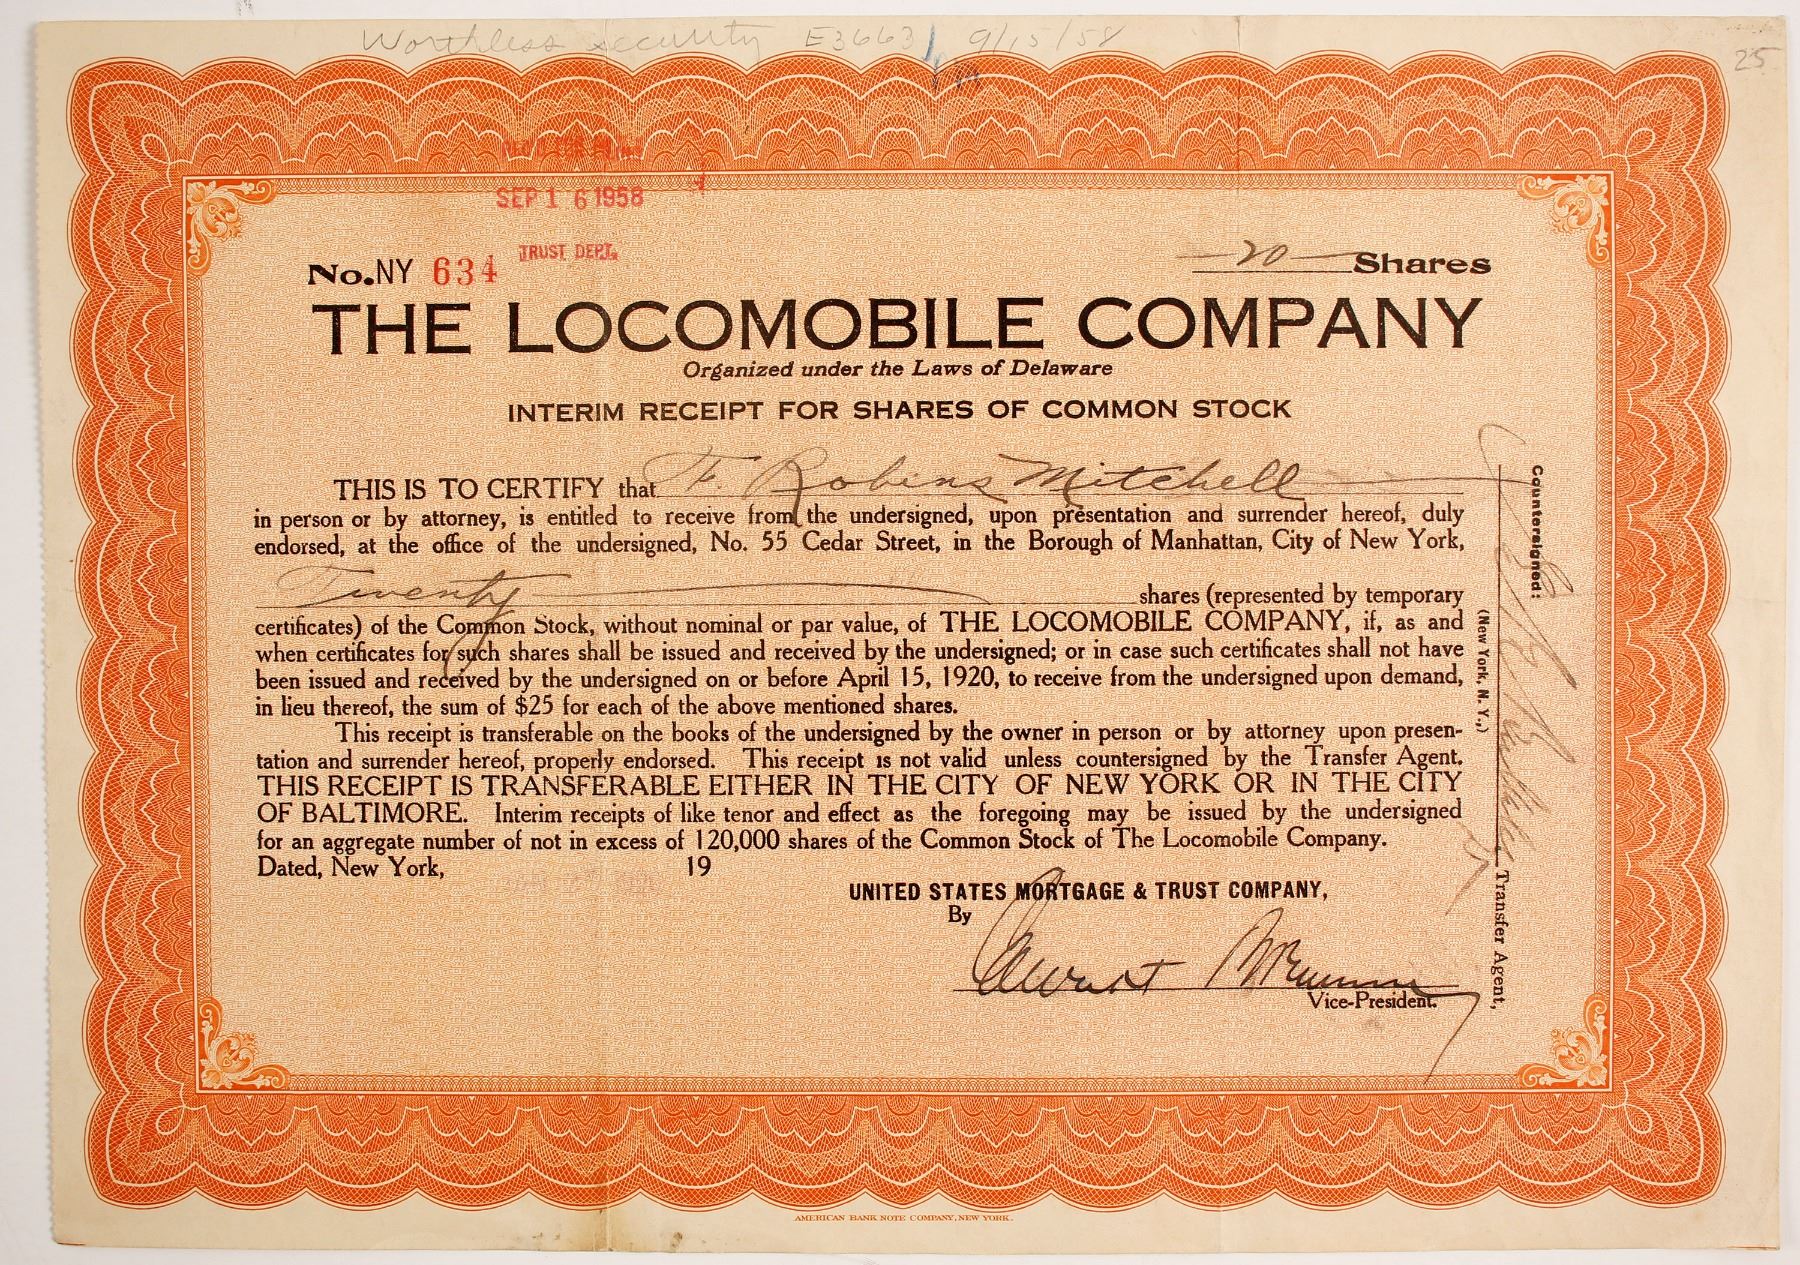 Worthless security E3663 9/15/58
25
SEP 16 1958
TRUST DEPT.
No. NY 634
20 Shares
THE LOCOMOBILE COMPANY
Organized under the Laws of Delaware
INTERIM RECEIPT FOR SHARES OF COMMON STOCK
THIS IS TO CERTIFY that F. Robins Mitchell
in person or by attorney, is entitled to receive from the undersigned, upon presentation and surrender hereof, duly
endorsed, at the office of the undersigned, No. 55 Cedar Street, in the Borough of Manhattan, City of New York,
Twenty shares (represented by temporary
certificates) of the Common Stock, without nominal or par value, of THE LOCOMOBILE COMPANY, if, as and
when certificates for such shares shall be issued and received by the undersigned; or in case such certificates shall not have
been issued and received by the undersigned on or before April 15, 1920, to receive from the undersigned upon demand,
in lieu thereof, the sum of $25 for each of the above mentioned shares.
This receipt is transferable on the books of the undersigned by the owner in person or by attorney upon presen-
tation and surrender hereof, properly endorsed. This receipt is not valid unless countersigned by the Transfer Agent.
THIS RECEIPT IS TRANSFERABLE EITHER IN THE CITY OF NEW YORK OR IN THE CITY
OF BALTIMORE. Interim receipts of like tenor and effect as the foregoing may be issued by the undersigned
for an aggregate number of not in excess of 120,000 shares of the Common Stock of The Locomobile Company.
Dated, New York, 19
UNITED STATES MORTGAGE & TRUST COMPANY,
By
Vice-President.
Countersigned:
(New York, N. Y.,)
Transfer Agent,
AMERICAN BANK NOTE COMPANY, NEW YORK.